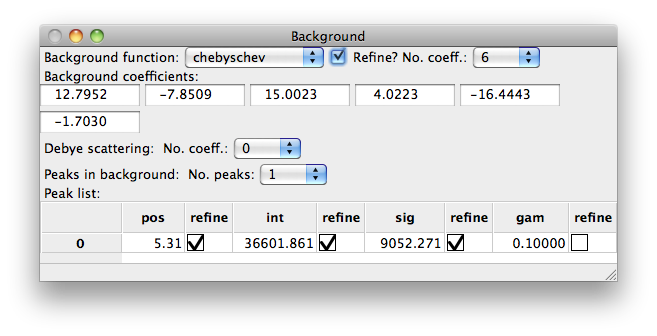 Background
Background function: chebyschev Refine? No. coeff.: 6
Background coefficients:
12.7952 -7.8509 15.0023 4.0223 -16.4443
-1.7030
Debye scattering: No. coeff.: 0
Peaks in background: No. peaks: 1
Peak list:
pos refine int refine sig refine gam refine
0 5.31 36601.861 9052.271 0.10000